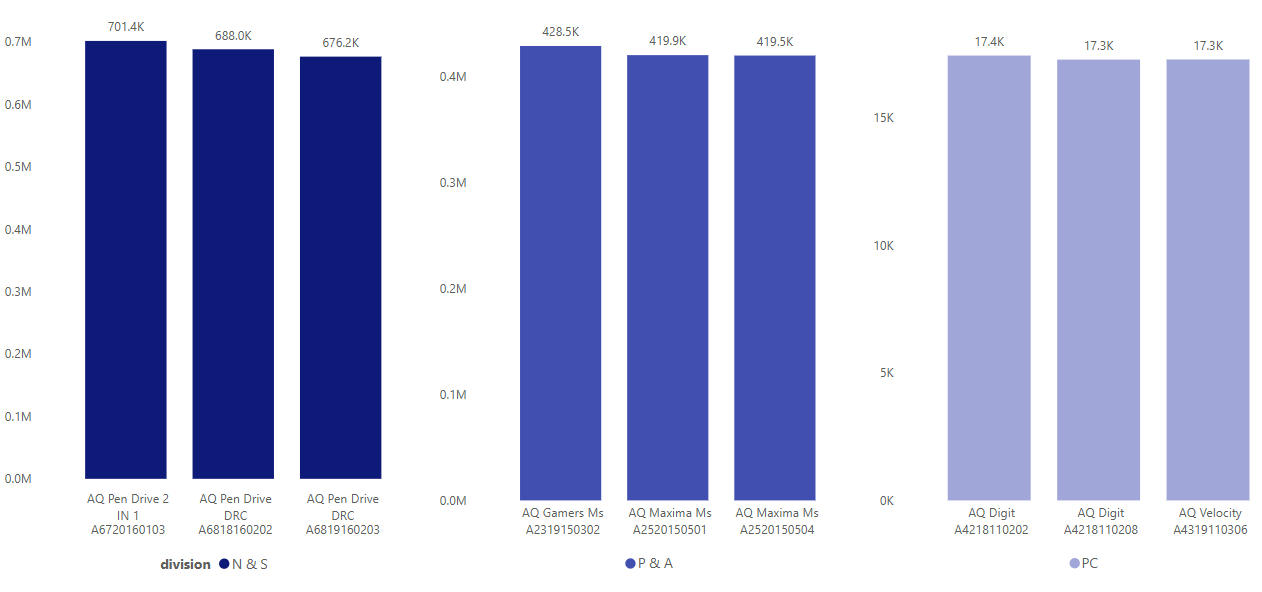 701.4K
688.0K
676.2K
0.7M
0.6M
0.5M
0.4M
0.3M
0.2M
0.1M
0.0M
AQ Pen Drive 2
IN 1
A6720160103
AQ Pen Drive
DRC
A6818160202
AQ Pen Drive
DRC
A6819160203
division N & S
428.5K
419.9K
419.5K
0.4M
0.3M
0.2M
0.1M
0.0M
AQ Gamers Ms
A2319150302
AQ Maxima Ms
A2520150501
AQ Maxima Ms
A2520150504
P & A
17.4K
17.3K
17.3K
15K
10K
5K
0K
AQ Digit
A4218110202
AQ Digit
A4218110208
AQ Velocity
A4319110306
PC